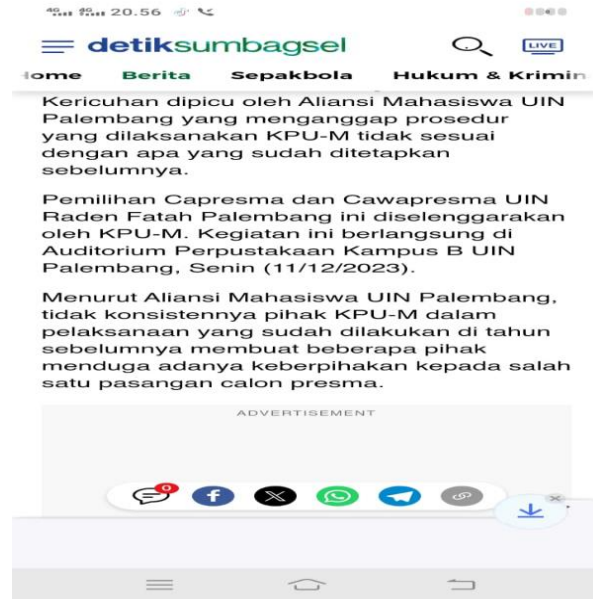 4G 4G 20.56
detiksumbagsel LIVE
ome Berita Sepakbola Hukum & Krimin
Kericuhan dipicu oleh Aliansi Mahasiswa UIN
Palembang yang menganggap prosedur
yang dilaksanakan KPU-M tidak sesuai
dengan apa yang sudah ditetapkan
sebelumnya.
Pemilihan Capresma dan Cawapresma UIN
Raden Fatah Palembang ini diselenggarakan
oleh KPU-M. Kegiatan ini berlangsung di
Auditorium Perpustakaan Kampus B UIN
Palembang, Senin (11/12/2023).
Menurut Aliansi Mahasiswa UIN Palembang,
tidak konsistennya pihak KPU-M dalam
pelaksanaan yang sudah dilakukan di tahun
sebelumnya membuat beberapa pihak
menduga adanya keberpihakan kepada salah
satu pasangan calon presma.
ADVERTISEMENT
0